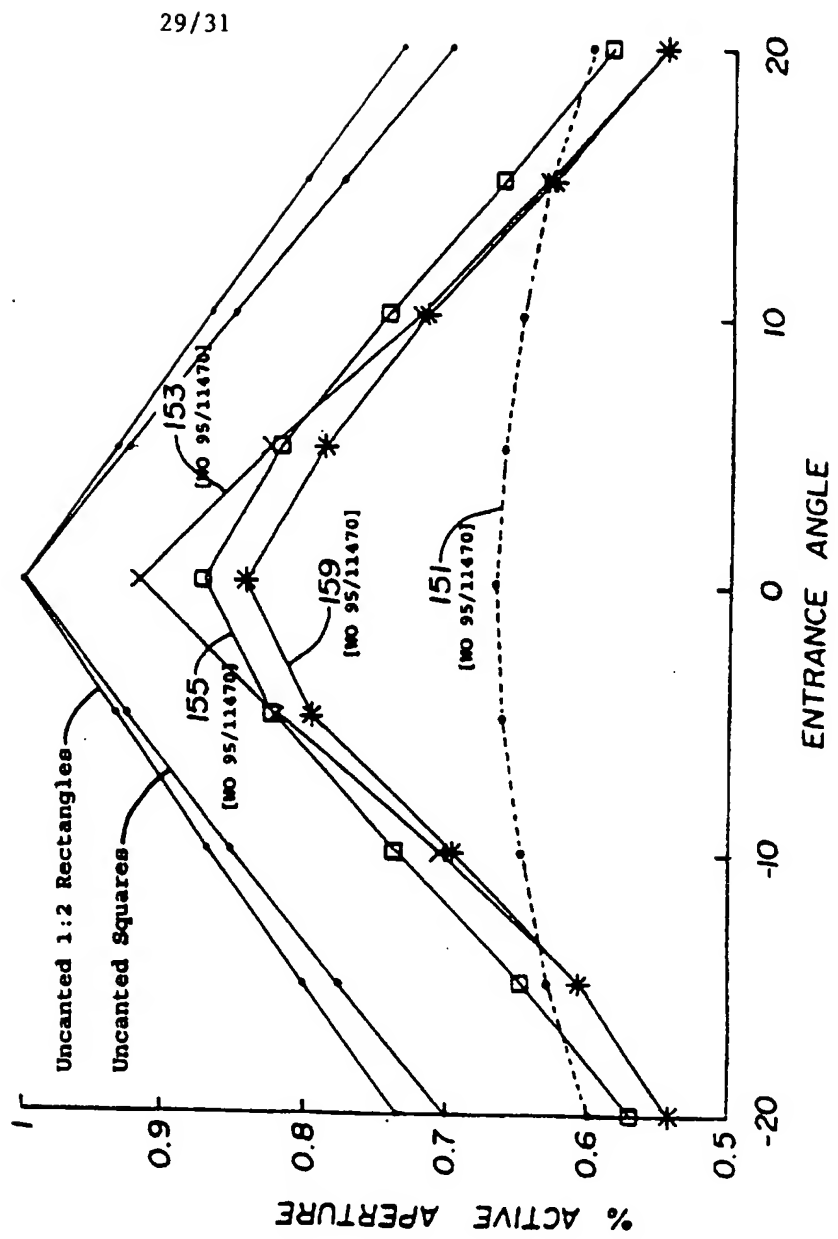 29/31
Uncanted 1:2 Rectangles
Uncanted Squares
153
[WO 95/11470]
155
[WO 95/11470]
159
[WO 95/11470]
151
[WO 95/11470]
% ACTIVE APERTURE
1
0.9
0.8
0.7
0.6
0.5
-20
-10
0
10
20
ENTRANCE ANGLE